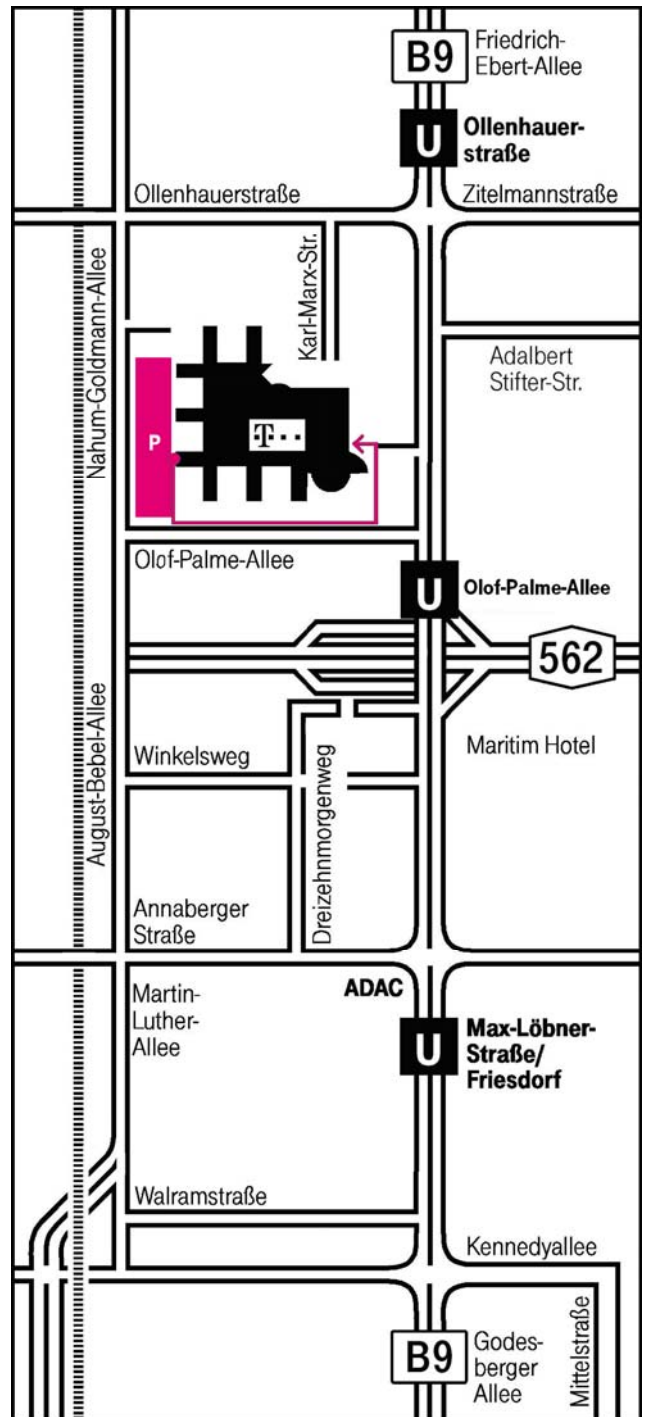 B9
Friedrich-
Ebert-Allee
U
Ollenhauer-
straße
Ollenhauerstraße
Zitelmannstraße
Nahum-Goldmann-Allee
Karl-Marx-Str.
Adalbert
Stifter-Str.
P
T
Olof-Palme-Allee
U
Olof-Palme-Allee
562
August-Bebel-Allee
Winkelsweg
Maritim Hotel
Dreizehnmorgenweg
Annaberger
Straße
Martin-
Luther-
Allee
ADAC
U
Max-Löbner-
Straße/
Friesdorf
Walramstraße
Kennedyallee
B9
Godes-
berger
Allee
Mittelstraße